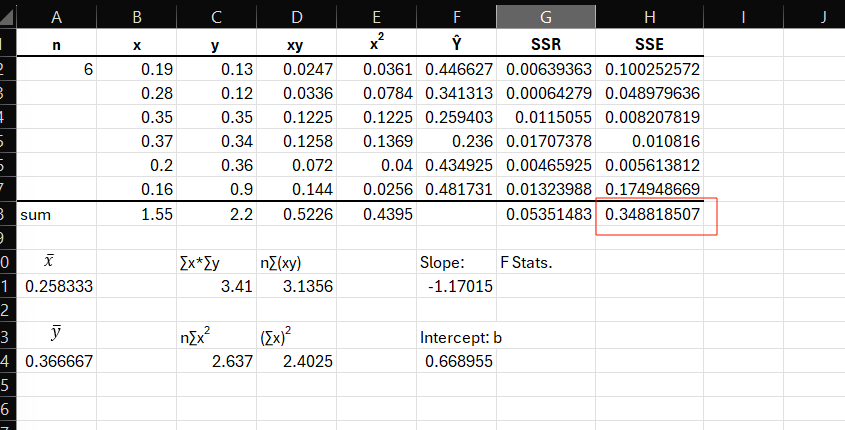 A B C D E F G H I J
n x y xy x² Ŷ SSR SSE
2 6 0.19 0.13 0.0247 0.0361 0.446627 0.00639363 0.100252572
3 0.28 0.12 0.0336 0.0784 0.341313 0.00064279 0.048979636
4 0.35 0.35 0.1225 0.1225 0.259403 0.0115055 0.008207819
5 0.37 0.34 0.1258 0.1369 0.236 0.01707378 0.010816
0.2 0.36 0.072 0.04 0.434925 0.00465925 0.005613812
7 0.16 0.9 0.144 0.0256 0.481731 0.01323988 0.174948669
8 sum 1.55 2.2 0.5226 0.4395 0.05351483 0.348818507
9
0 x̄ ∑x*∑y n∑(xy) Slope: F Stats.
1 0.258333 3.41 3.1356 -1.17015
2
3 ȳ n∑x² (∑x)² Intercept: b
4 0.366667 2.637 2.4025 0.668955
5
6